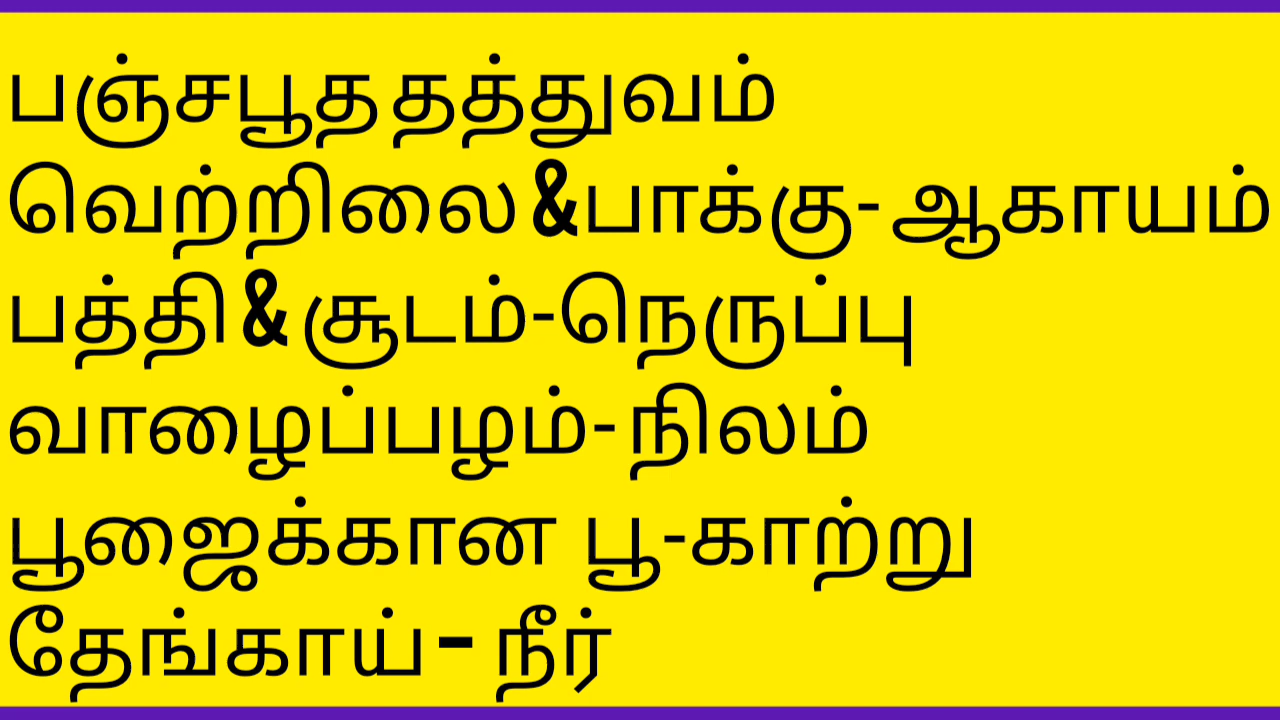 பஞ்சபூத தத்துவம்
வெற்றிலை &பாக்கு- ஆகாயம்
பத்தி & சூடம்-நெருப்பு
வாழைப்பழம்- நிலம்
பூஜைக்கான பூ-காற்று
தேங்காய் - நீர்